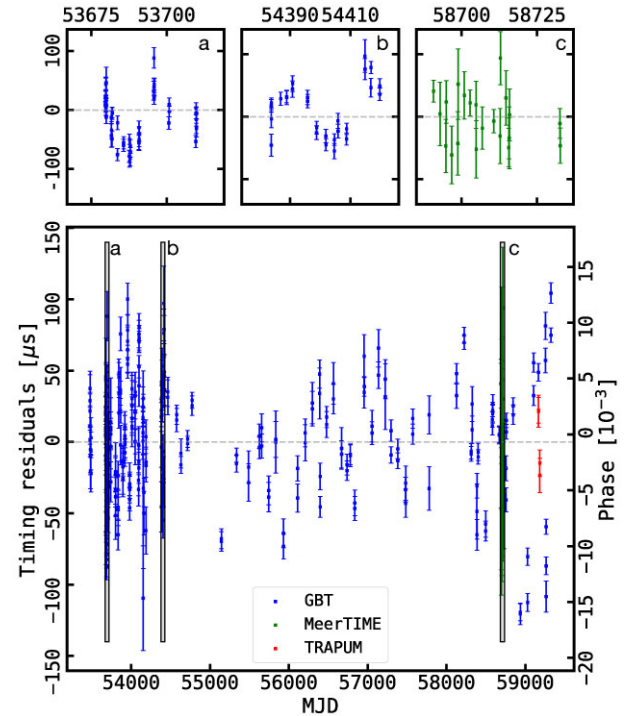 53675 53700 54390 54410 58700 58725
100
0
-100
a b c
150
100
50
0
-50
-100
-150
15
10
5
0
-5
-10
-15
-20
a b c
Timing residuals [μs]
Phase [10⁻³]
GBT
MeerTIME
TRAPUM
54000 55000 56000 57000 58000 59000
MJD